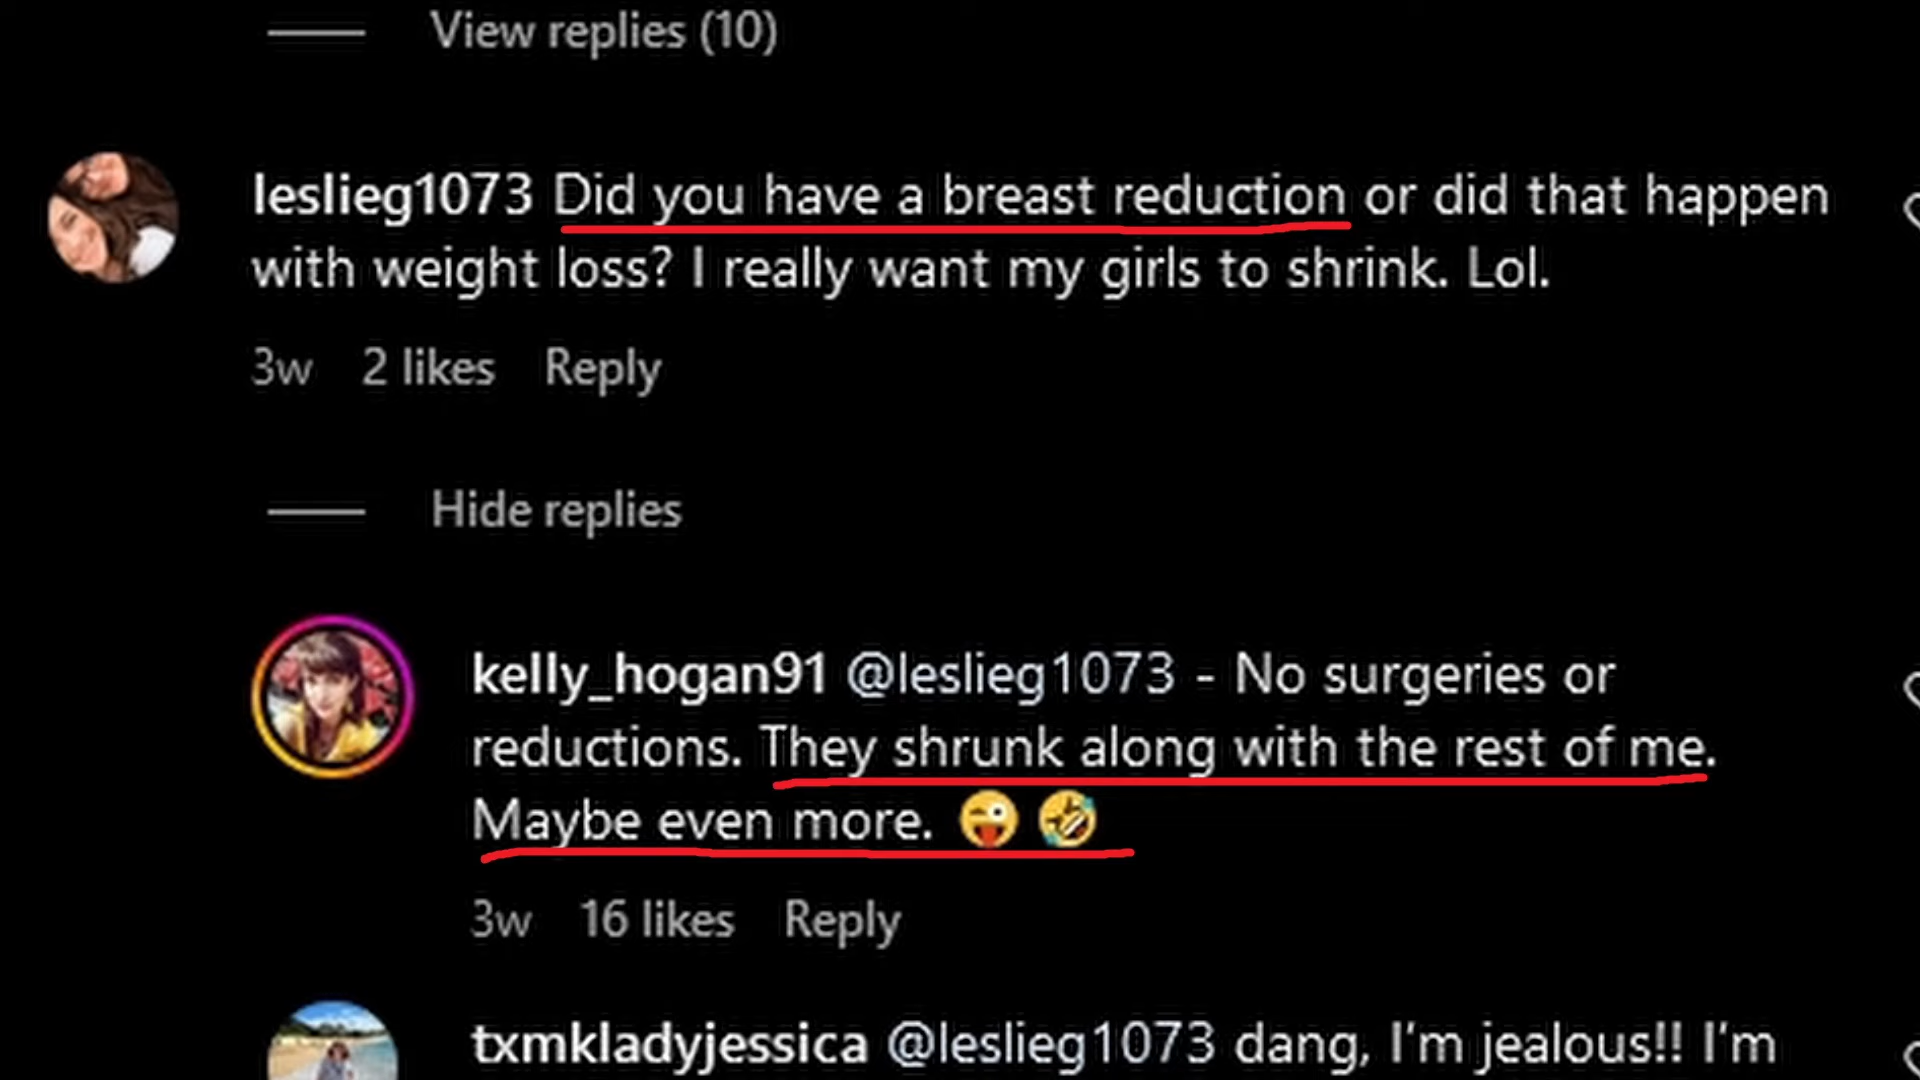 View replies (10)
leslieg1073 Did you have a breast reduction or did that happen
with weight loss? I really want my girls to shrink. Lol.
3w 2 likes Reply
Hide replies
kelly_hogan91 @leslieg1073 - No surgeries or
reductions. They shrunk along with the rest of me.
Maybe even more. 😜 🤣
3w 16 likes Reply
txmkladyjessica @leslieg1073 dang, I'm jealous!! I'm